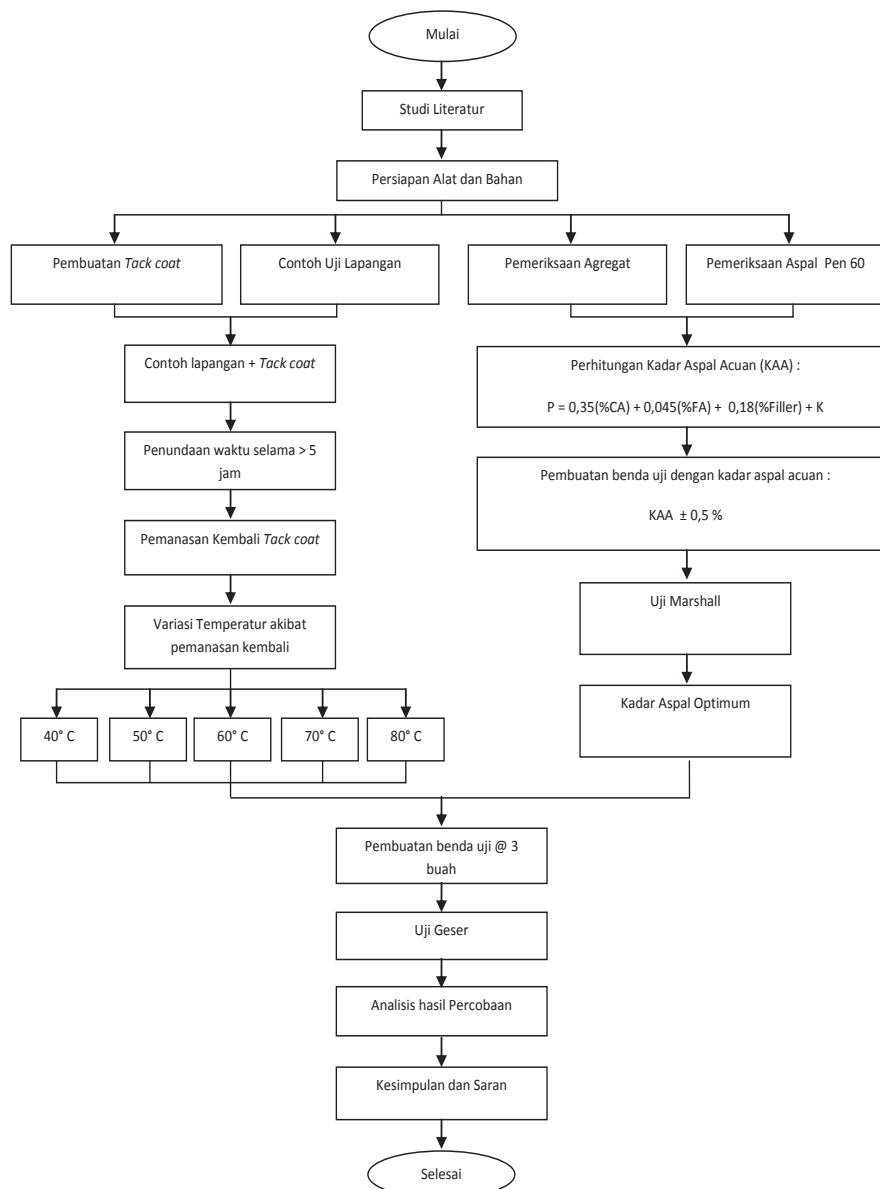 Mulai
Studi Literatur
Persiapan Alat dan Bahan
Pembuatan Tack coat
Contoh Uji Lapangan
Pemeriksaan Agregat
Pemeriksaan Aspal Pen 60
Contoh lapangan + Tack coat
Penundaan waktu selama > 5
jam
Pemanasan Kembali Tack coat
Variasi Temperatur akibat
pemanasan kembali
40° C
50° C
60° C
70° C
80° C
Perhitungan Kadar Aspal Acuan (KAA) :
P = 0,35(%CA) + 0,045(%FA) + 0,18(%Filler) + K
Pembuatan benda uji dengan kadar aspal acuan :
KAA ± 0,5 %
Uji Marshall
Kadar Aspal Optimum
Pembuatan benda uji @ 3
buah
Uji Geser
Analisis hasil Percobaan
Kesimpulan dan Saran
Selesai